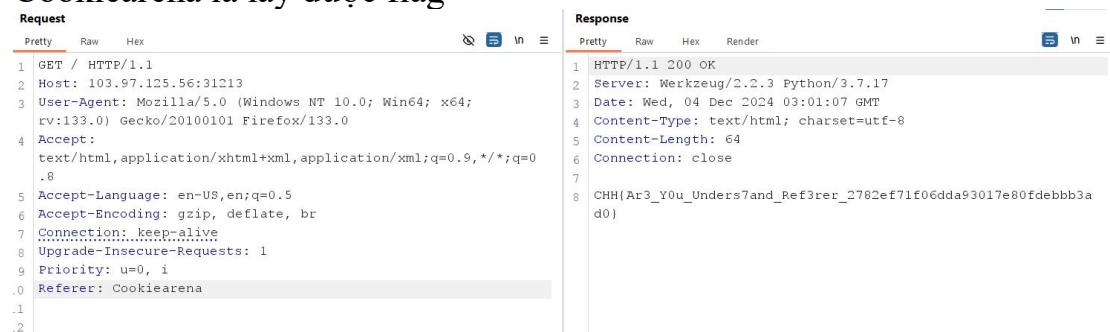 Cookiearena là lấy được flag
Request
Pretty Raw Hex
\n
1 GET / HTTP/1.1
2 Host: 103.97.125.56:31213
3 User-Agent: Mozilla/5.0 (Windows NT 10.0; Win64; x64;
rv:133.0) Gecko/20100101 Firefox/133.0
4 Accept:
text/html,application/xhtml+xml,application/xml;q=0.9,*/*;q=0
.8
5 Accept-Language: en-US,en;q=0.5
6 Accept-Encoding: gzip, deflate, br
7 Connection: keep-alive
8 Upgrade-Insecure-Requests: 1
9 Priority: u=0, i
.0 Referer: Cookiearena
.1
.2
Response
Pretty Raw Hex Render
\n
1 HTTP/1.1 200 OK
2 Server: Werkzeug/2.2.3 Python/3.7.17
3 Date: Wed, 04 Dec 2024 03:01:07 GMT
4 Content-Type: text/html; charset=utf-8
5 Content-Length: 64
6 Connection: close
7
8 CHH{Ar3_Y0u_Unders7and_Ref3rer_2782ef71f06dda93017e80fdebbb3a
d0}